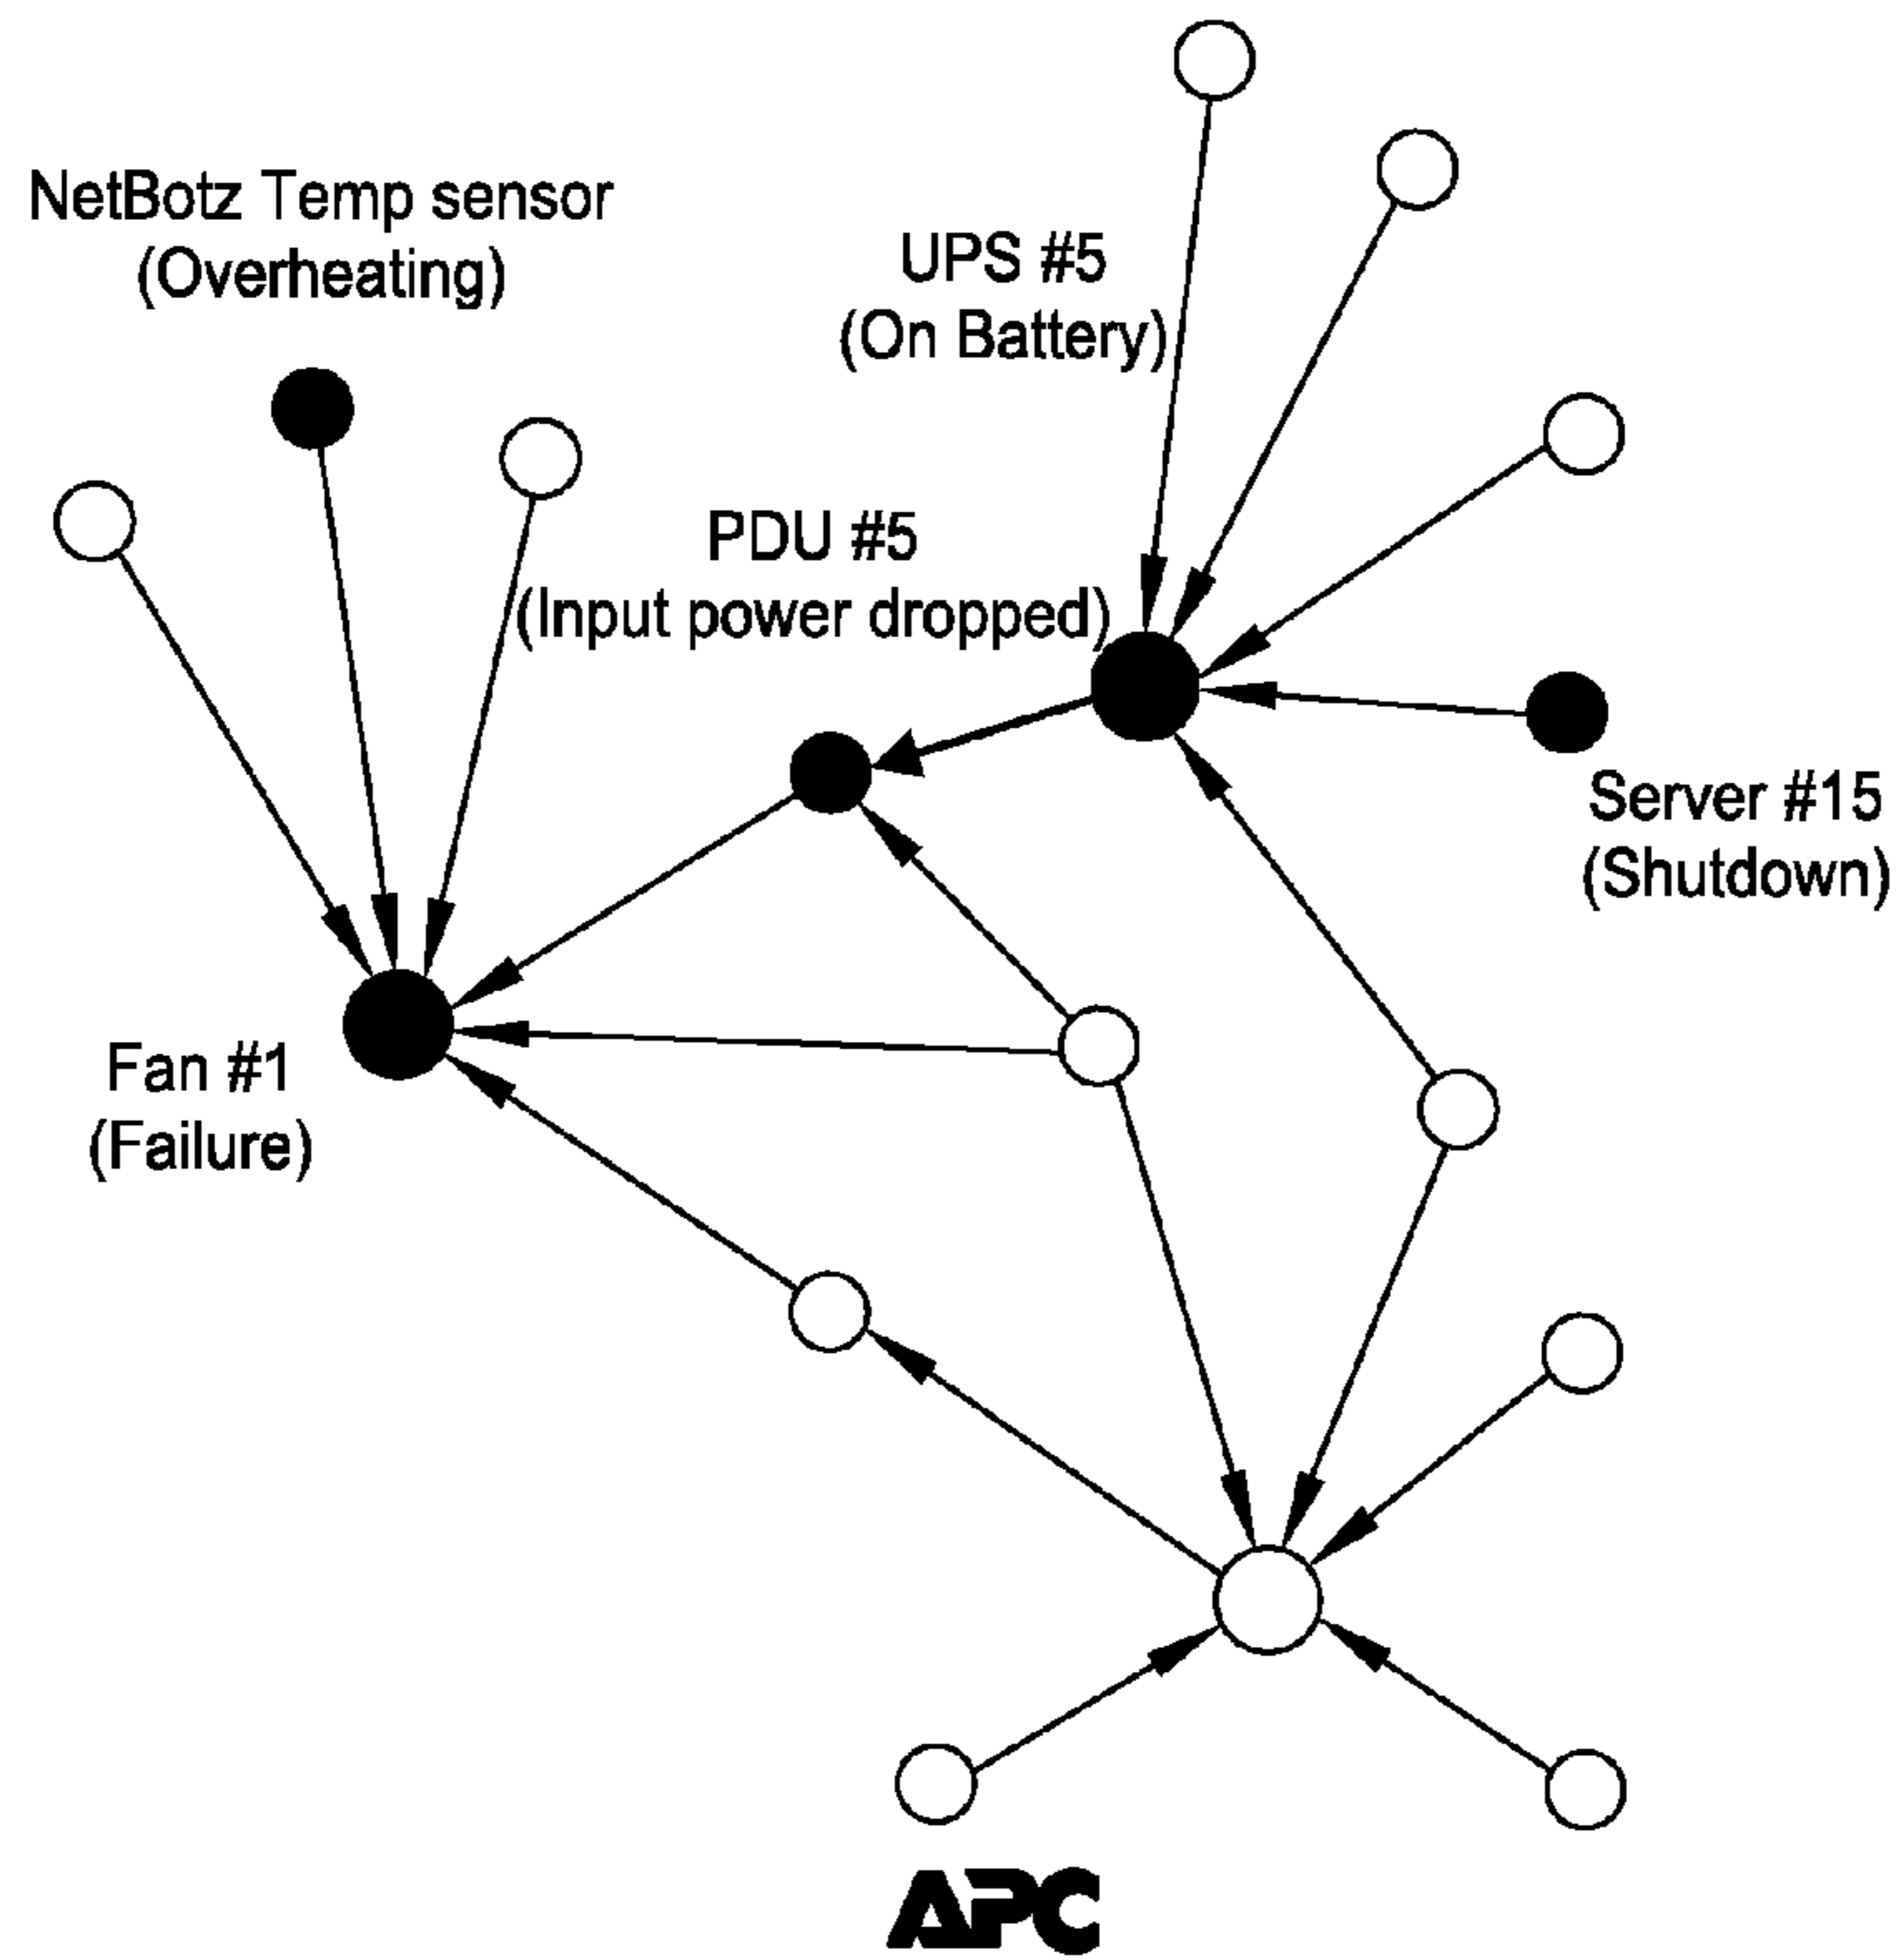 NetBotz Temp sensor
(Overheating)
UPS #5
(On Battery)
PDU #5
(Input power dropped)
Server #15
(Shutdown)
Fan #1
(Failure)
APC